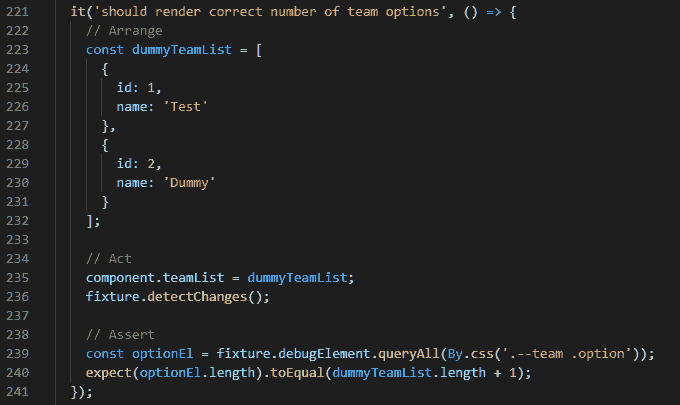 221 it('should render correct number of team options', () => {
222 // Arrange
223 const dummyTeamList = [
224 {
225 id: 1,
226 name: 'Test'
227 },
228 {
229 id: 2,
230 name: 'Dummy'
231 }
232 ];
233
234 // Act
235 component.teamList = dummyTeamList;
236 fixture.detectChanges();
237
238 // Assert
239 const optionEl = fixture.debugElement.queryAll(By.css('.--team .option'));
240 expect(optionEl.length).toEqual(dummyTeamList.length + 1);
241 });